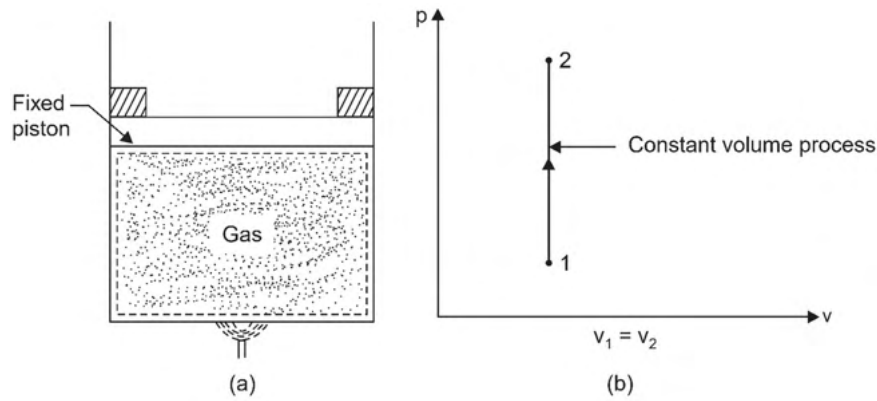 Fixed
piston
Gas
(a)
p
2
Constant volume process
1
v
v₁ = v₂
(b)